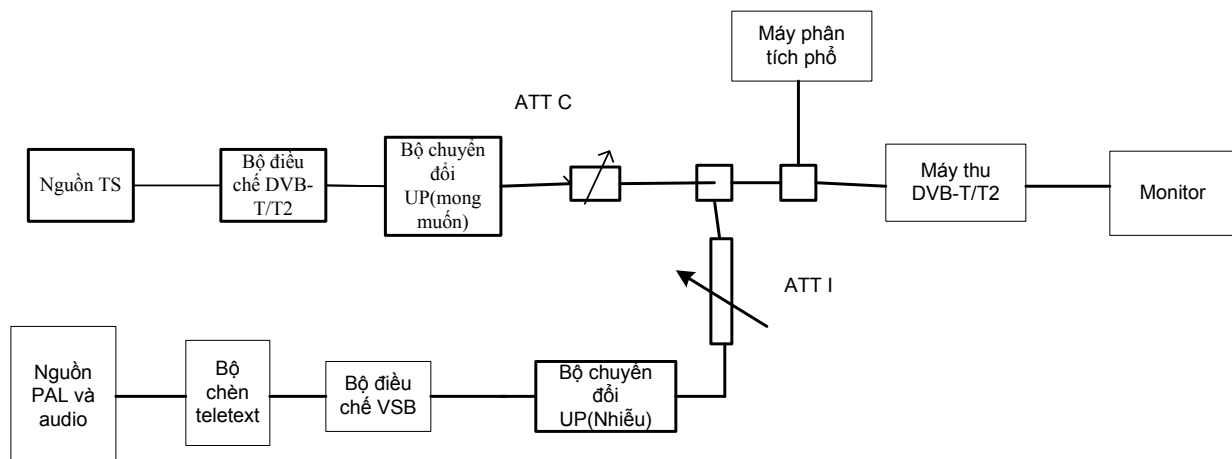 Máy phân
tích phổ
ATT C
Nguồn TS
Bộ điều
chế DVB-
T/T2
Bộ chuyển
đổi
UP(mong
muốn)
Máy thu
DVB-T/T2
Monitor
ATT I
Nguồn
PAL và
audio
Bộ
chèn
teletext
Bộ điều
chế VSB
Bộ chuyển
đổi
UP(Nhiễu)